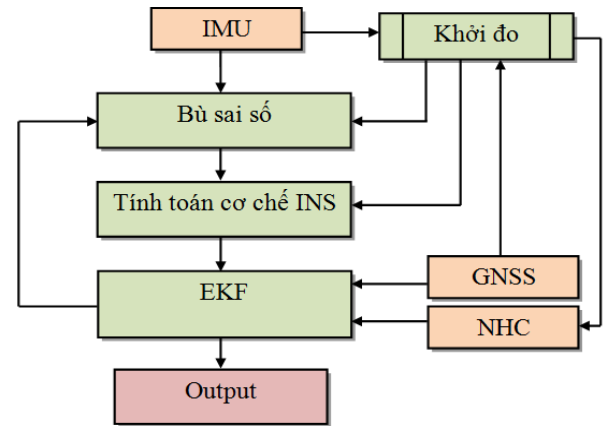 IMU
Khởi đo
Bù sai số
Tính toán cơ chế INS
GNSS
EKF
NHC
Output